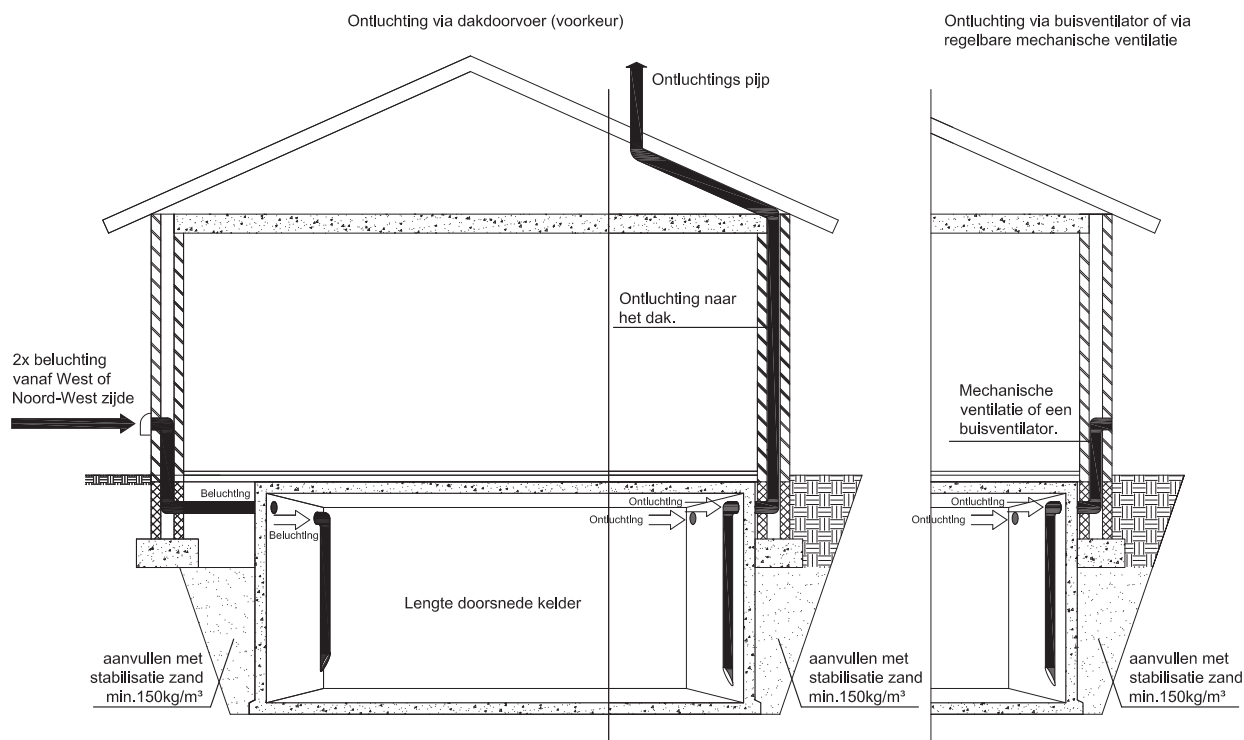 Ontluchting via dakdoorvoer (voorkeur)
Ontluchting via buisventilator of via
regelbare mechanische ventilatie
Ontluchtings pijp
Ontluchting naar
het dak.
2x beluchting
vanaf West of
Noord-West zijde
Mechanische
ventilatie of een
buisventilator.
Beluchting
Beluchting
Ontluchting
Ontluchting
Ontluchting
Ontluchting
Lengte doorsnede kelder
aanvullen met
stabilisatie zand
min.150kg/m³
aanvullen met
stabilisatie zand
min.150kg/m³
aanvullen met
stabilisatie zand
min.150kg/m³